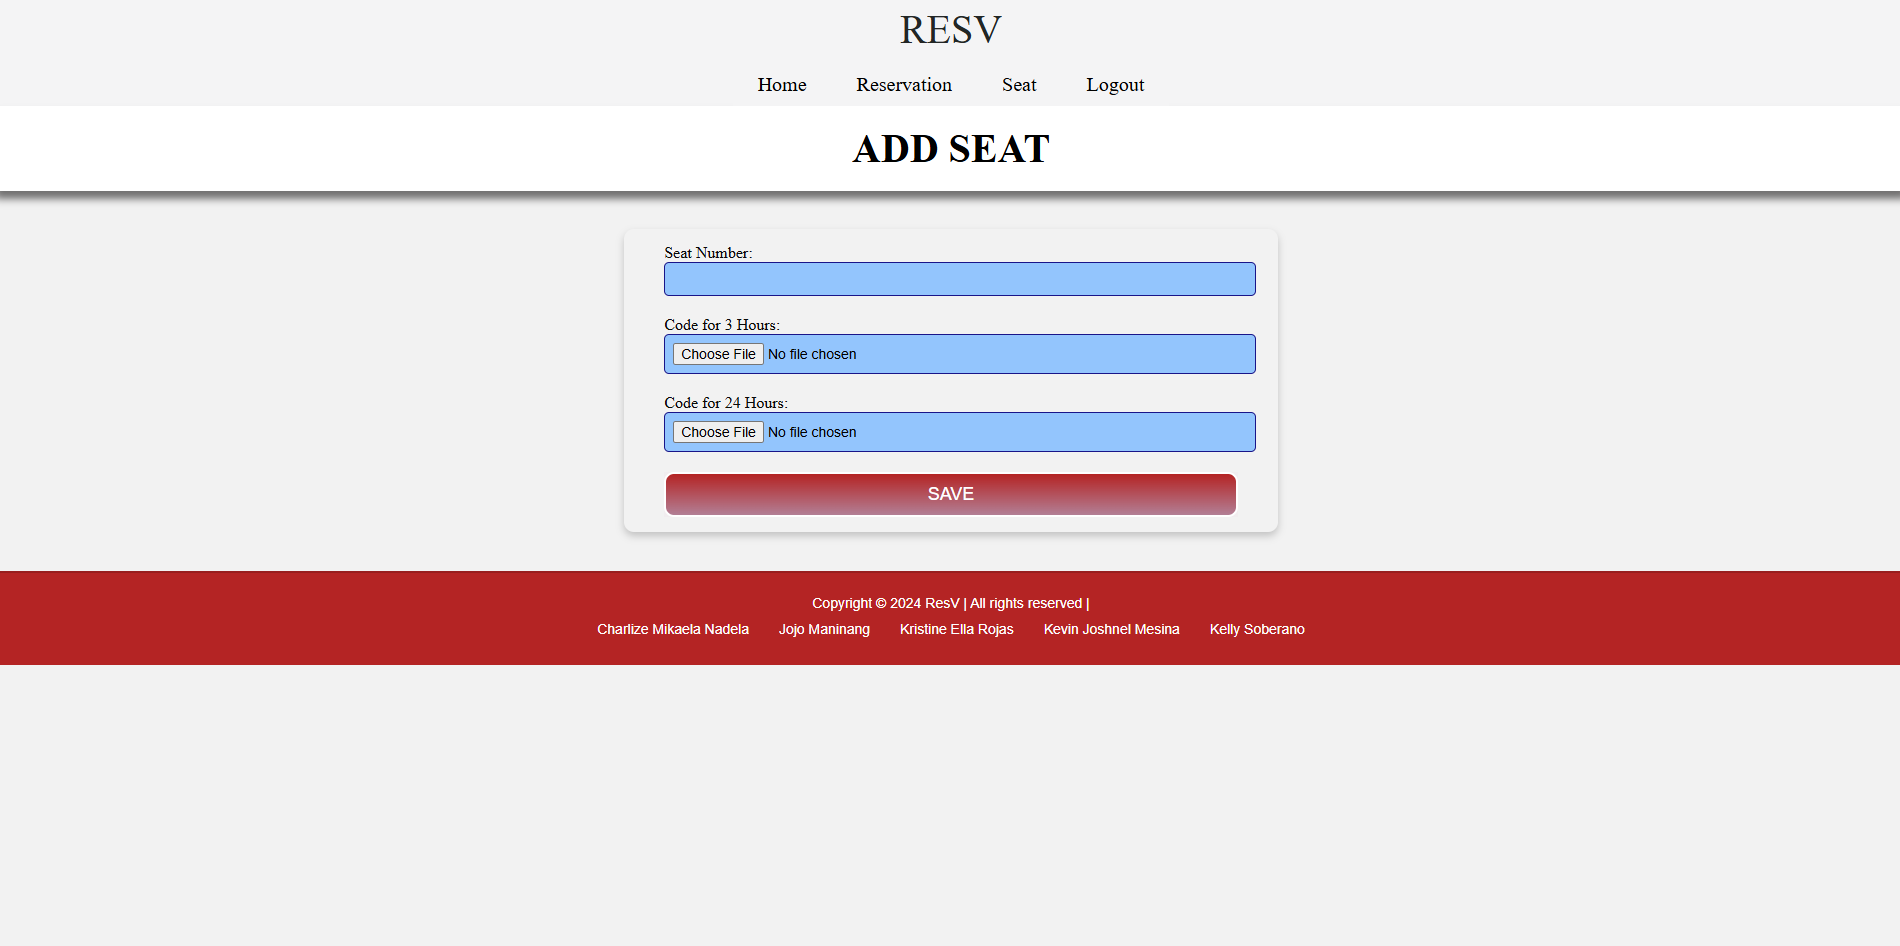 RESV
Home Reservation Seat Logout
ADD SEAT
Seat Number:
Code for 3 Hours:
Choose File No file chosen
Code for 24 Hours:
Choose File No file chosen
SAVE
Copyright © 2024 ResV | All rights reserved |
Charlize Mikaela Nadela Jojo Maninang Kristine Ella Rojas Kevin Joshnel Mesina Kelly Soberano